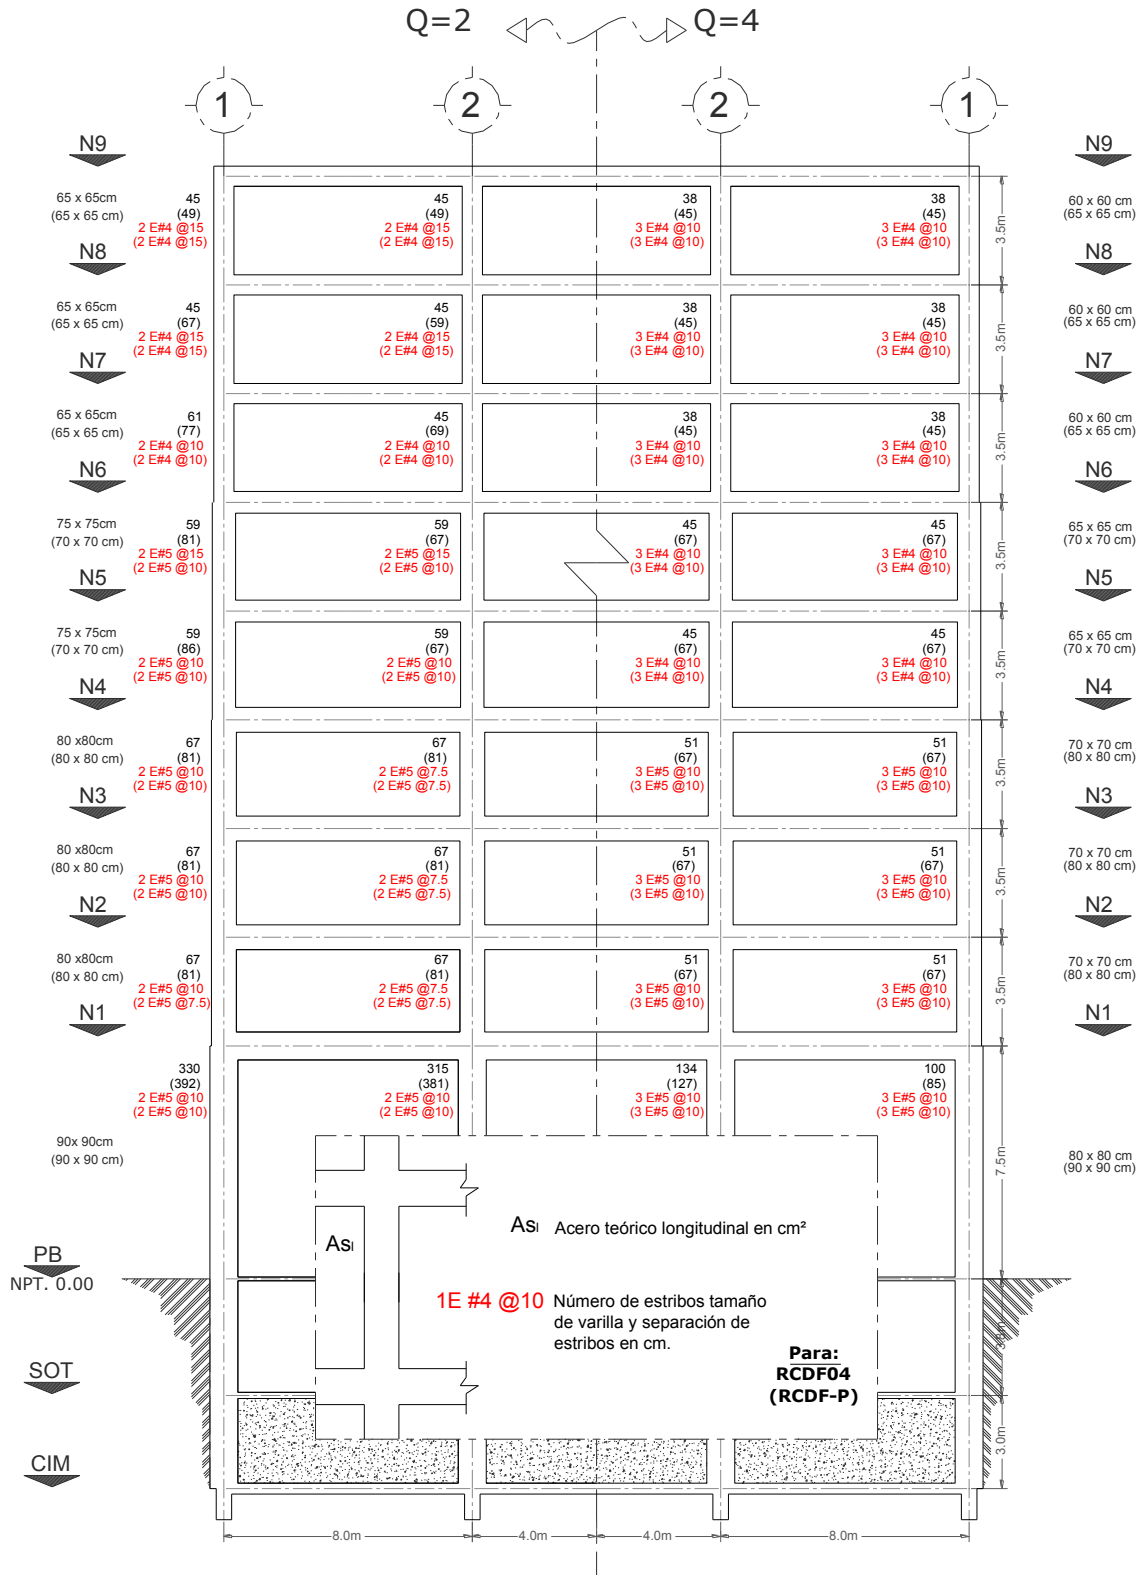 Q=2 Q=4
1 2 2 1
N9 N9
65 x 65cm 45 45 38 38 60 x 60 cm
(65 x 65 cm) (49) (49) (45) (45) (65 x 65 cm)
2 E#4 @15 2 E#4 @15 3 E#4 @10 3 E#4 @10
(2 E#4 @15) (2 E#4 @15) (3 E#4 @10) (3 E#4 @10) 3.5m
N8 N8
65 x 65cm 45 45 38 38 60 x 60 cm
(65 x 65 cm) (67) (59) (45) (45) (65 x 65 cm)
2 E#4 @15 2 E#4 @15 3 E#4 @10 3 E#4 @10
(2 E#4 @15) (2 E#4 @15) (3 E#4 @10) (3 E#4 @10) 3.5m
N7 N7
65 x 65cm 61 45 38 38 60 x 60 cm
(65 x 65 cm) (77) (69) (45) (45) (65 x 65 cm)
2 E#4 @10 2 E#4 @10 3 E#4 @10 3 E#4 @10
(2 E#4 @10) (2 E#4 @10) (3 E#4 @10) (3 E#4 @10) 3.5m
N6 N6
75 x 75cm 59 59 45 45 65 x 65 cm
(70 x 70 cm) (81) (67) (67) (67) (70 x 70 cm)
2 E#5 @15 2 E#5 @15 3 E#4 @10 3 E#4 @10
(2 E#5 @10) (2 E#5 @10) (3 E#4 @10) (3 E#4 @10) 3.5m
N5 N5
75 x 75cm 59 59 45 45 65 x 65 cm
(70 x 70 cm) (86) (67) (67) (67) (70 x 70 cm)
2 E#5 @10 2 E#5 @10 3 E#4 @10 3 E#4 @10
(2 E#5 @10) (2 E#5 @10) (3 E#4 @10) (3 E#4 @10) 3.5m
N4 N4
80 x80cm 67 67 51 51 70 x 70 cm
(80 x 80 cm) (81) (81) (67) (67) (80 x 80 cm)
2 E#5 @10 2 E#5 @7.5 3 E#5 @10 3 E#5 @10
(2 E#5 @10) (2 E#5 @7.5) (3 E#5 @10) (3 E#5 @10) 3.5m
N3 N3
80 x80cm 67 67 51 51 70 x 70 cm
(80 x 80 cm) (81) (81) (67) (67) (80 x 80 cm)
2 E#5 @10 2 E#5 @7.5 3 E#5 @10 3 E#5 @10
(2 E#5 @10) (2 E#5 @7.5) (3 E#5 @10) (3 E#5 @10) 3.5m
N2 N2
80 x80cm 67 67 51 51 70 x 70 cm
(80 x 80 cm) (81) (81) (67) (67) (80 x 80 cm)
2 E#5 @10 2 E#5 @7.5 3 E#5 @10 3 E#5 @10
(2 E#5 @7.5) (2 E#5 @7.5) (3 E#5 @10) (3 E#5 @10) 3.5m
N1 N1
330 315 134 100
(392) (381) (127) (85)
2 E#5 @10 2 E#5 @10 3 E#5 @10 3 E#5 @10
(2 E#5 @10) (2 E#5 @10) (3 E#5 @10) (3 E#5 @10)
90x 90cm 80 x 80 cm
(90 x 90 cm) 7.5m (90 x 90 cm)
Asl Asl Acero teórico longitudinal en cm²
PB
NPT. 0.00
1E #4 @10 Número de estribos tamaño
de varilla y separación de
estribos en cm.
Para:
RCDF04
(RCDF-P)
SOT
CIM 3.0m
8.0m 4.0m 4.0m 8.0m